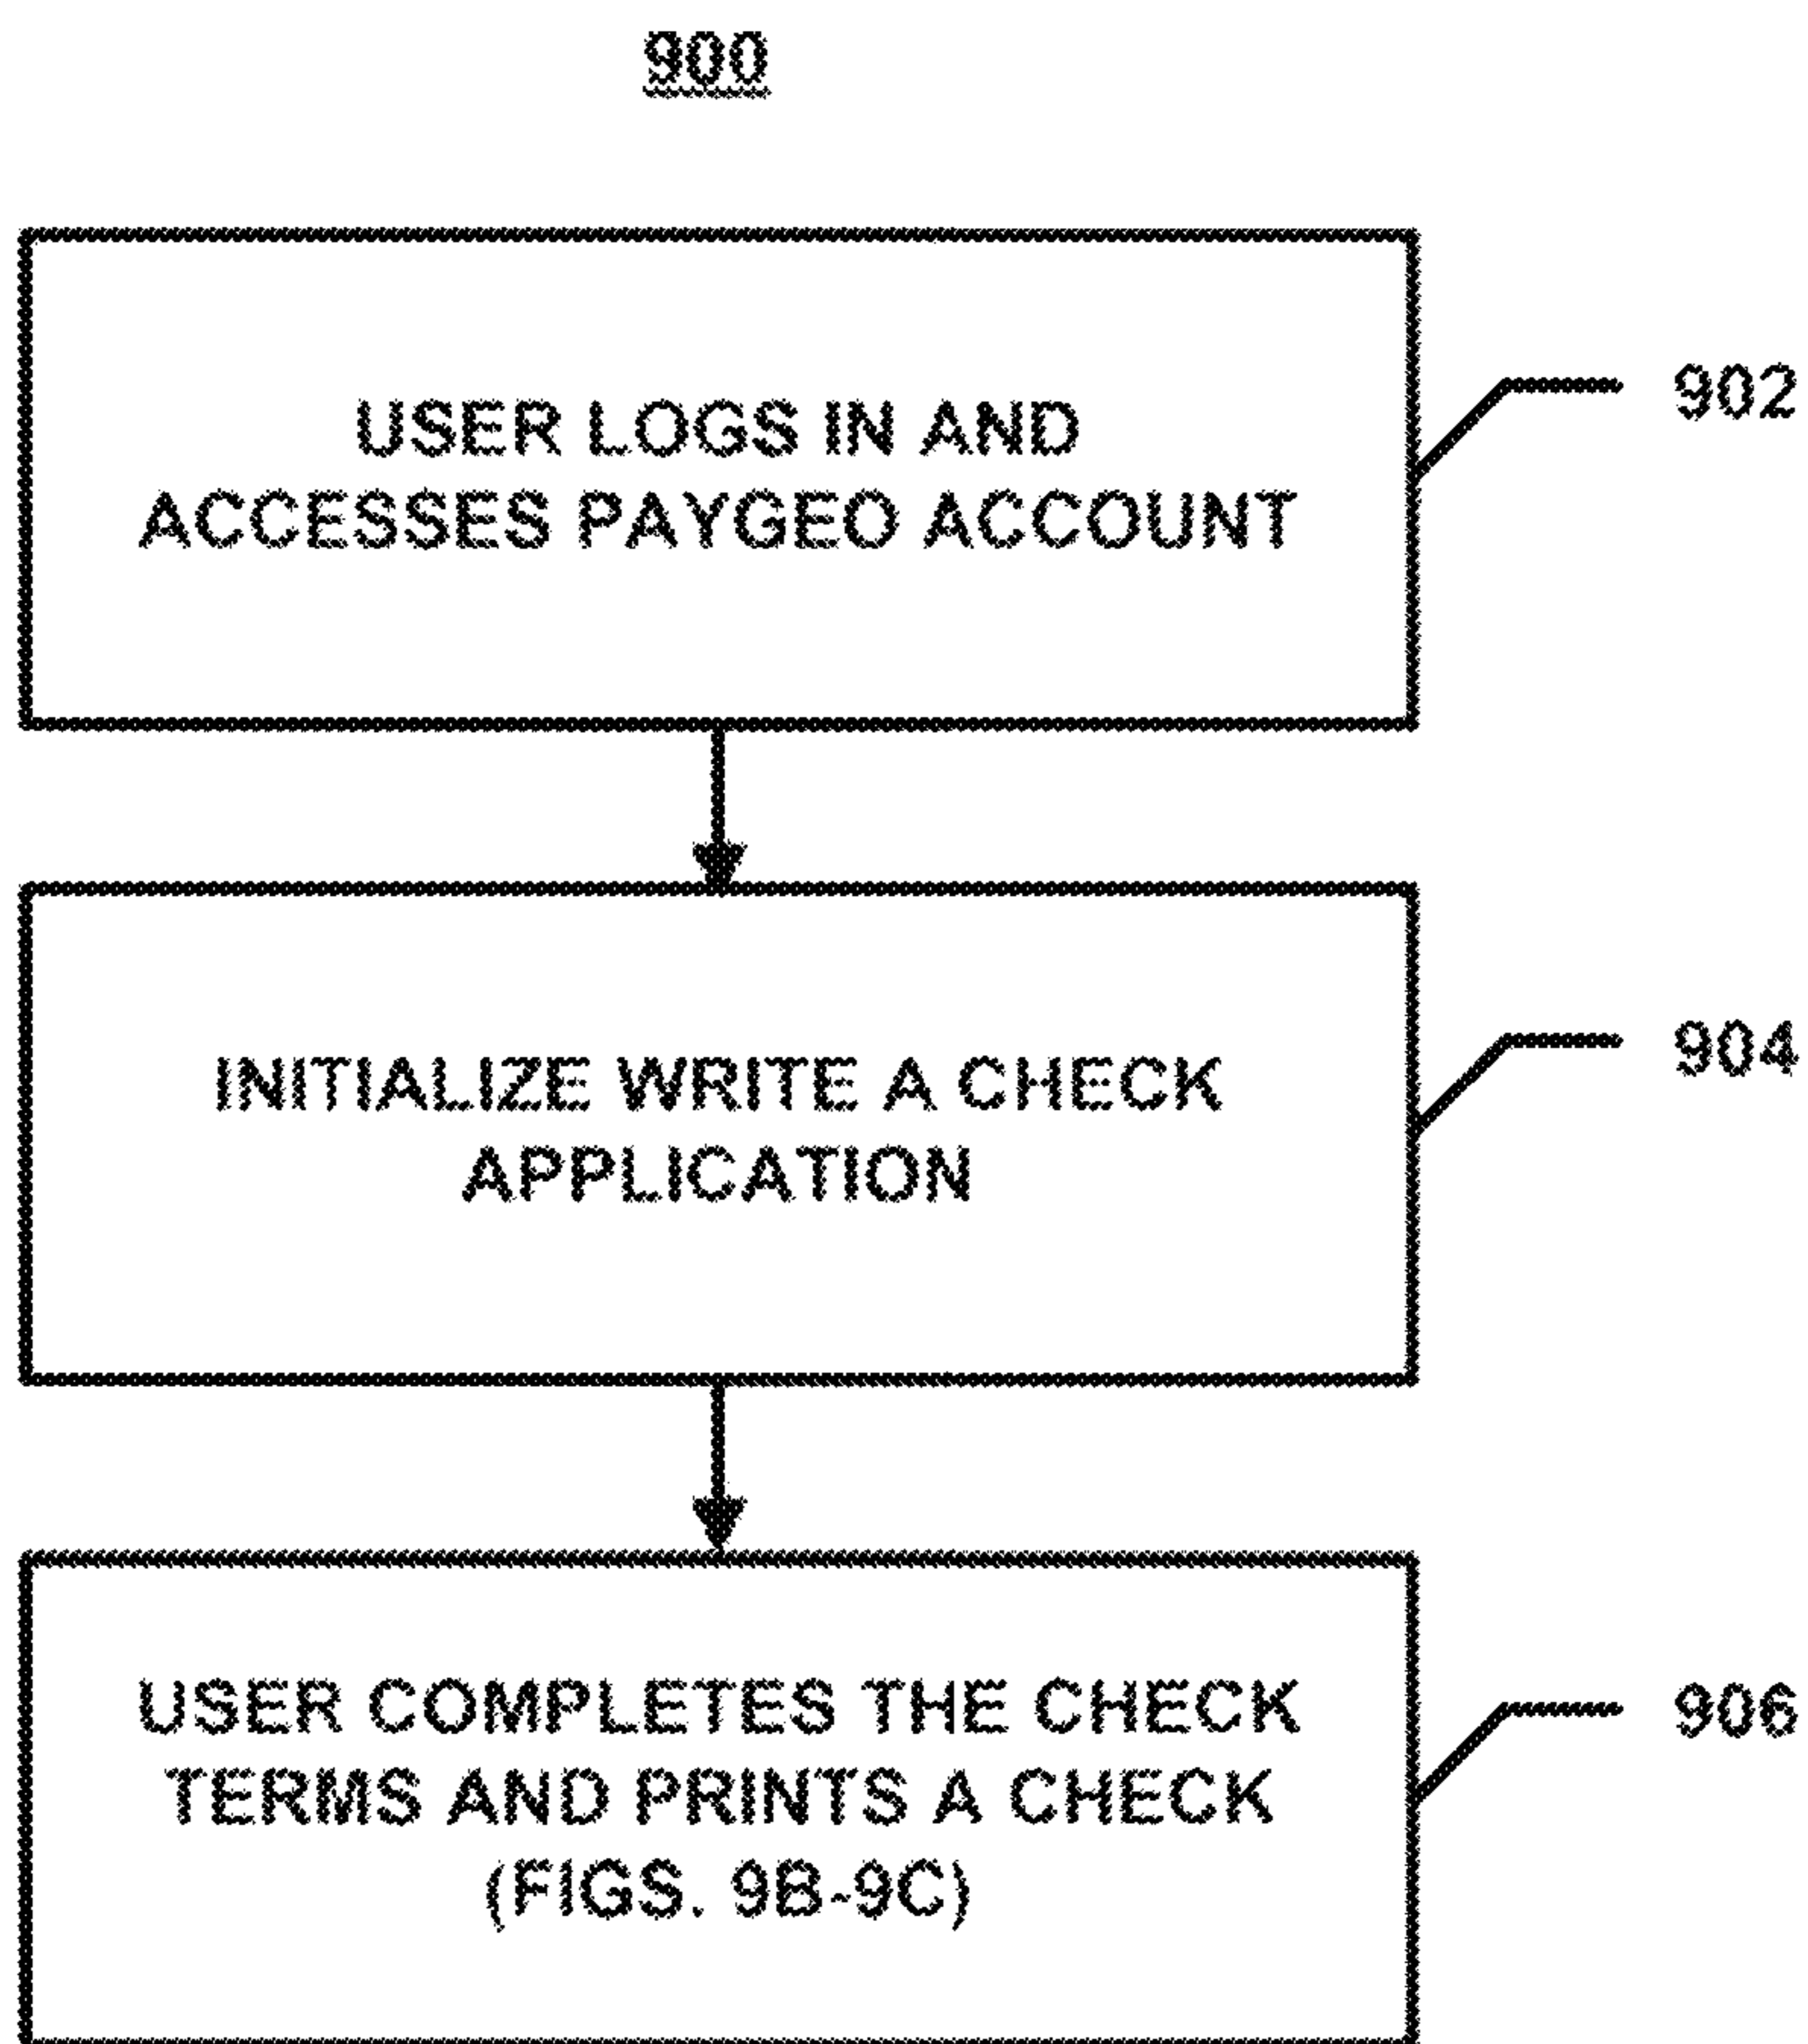 900
USER LOGS IN AND
ACCESSES PAYGEO ACCOUNT
902
INITIALIZE WRITE A CHECK
APPLICATION
904
USER COMPLETES THE CHECK
TERMS AND PRINTS A CHECK
(FIGS. 9B-9C)
906